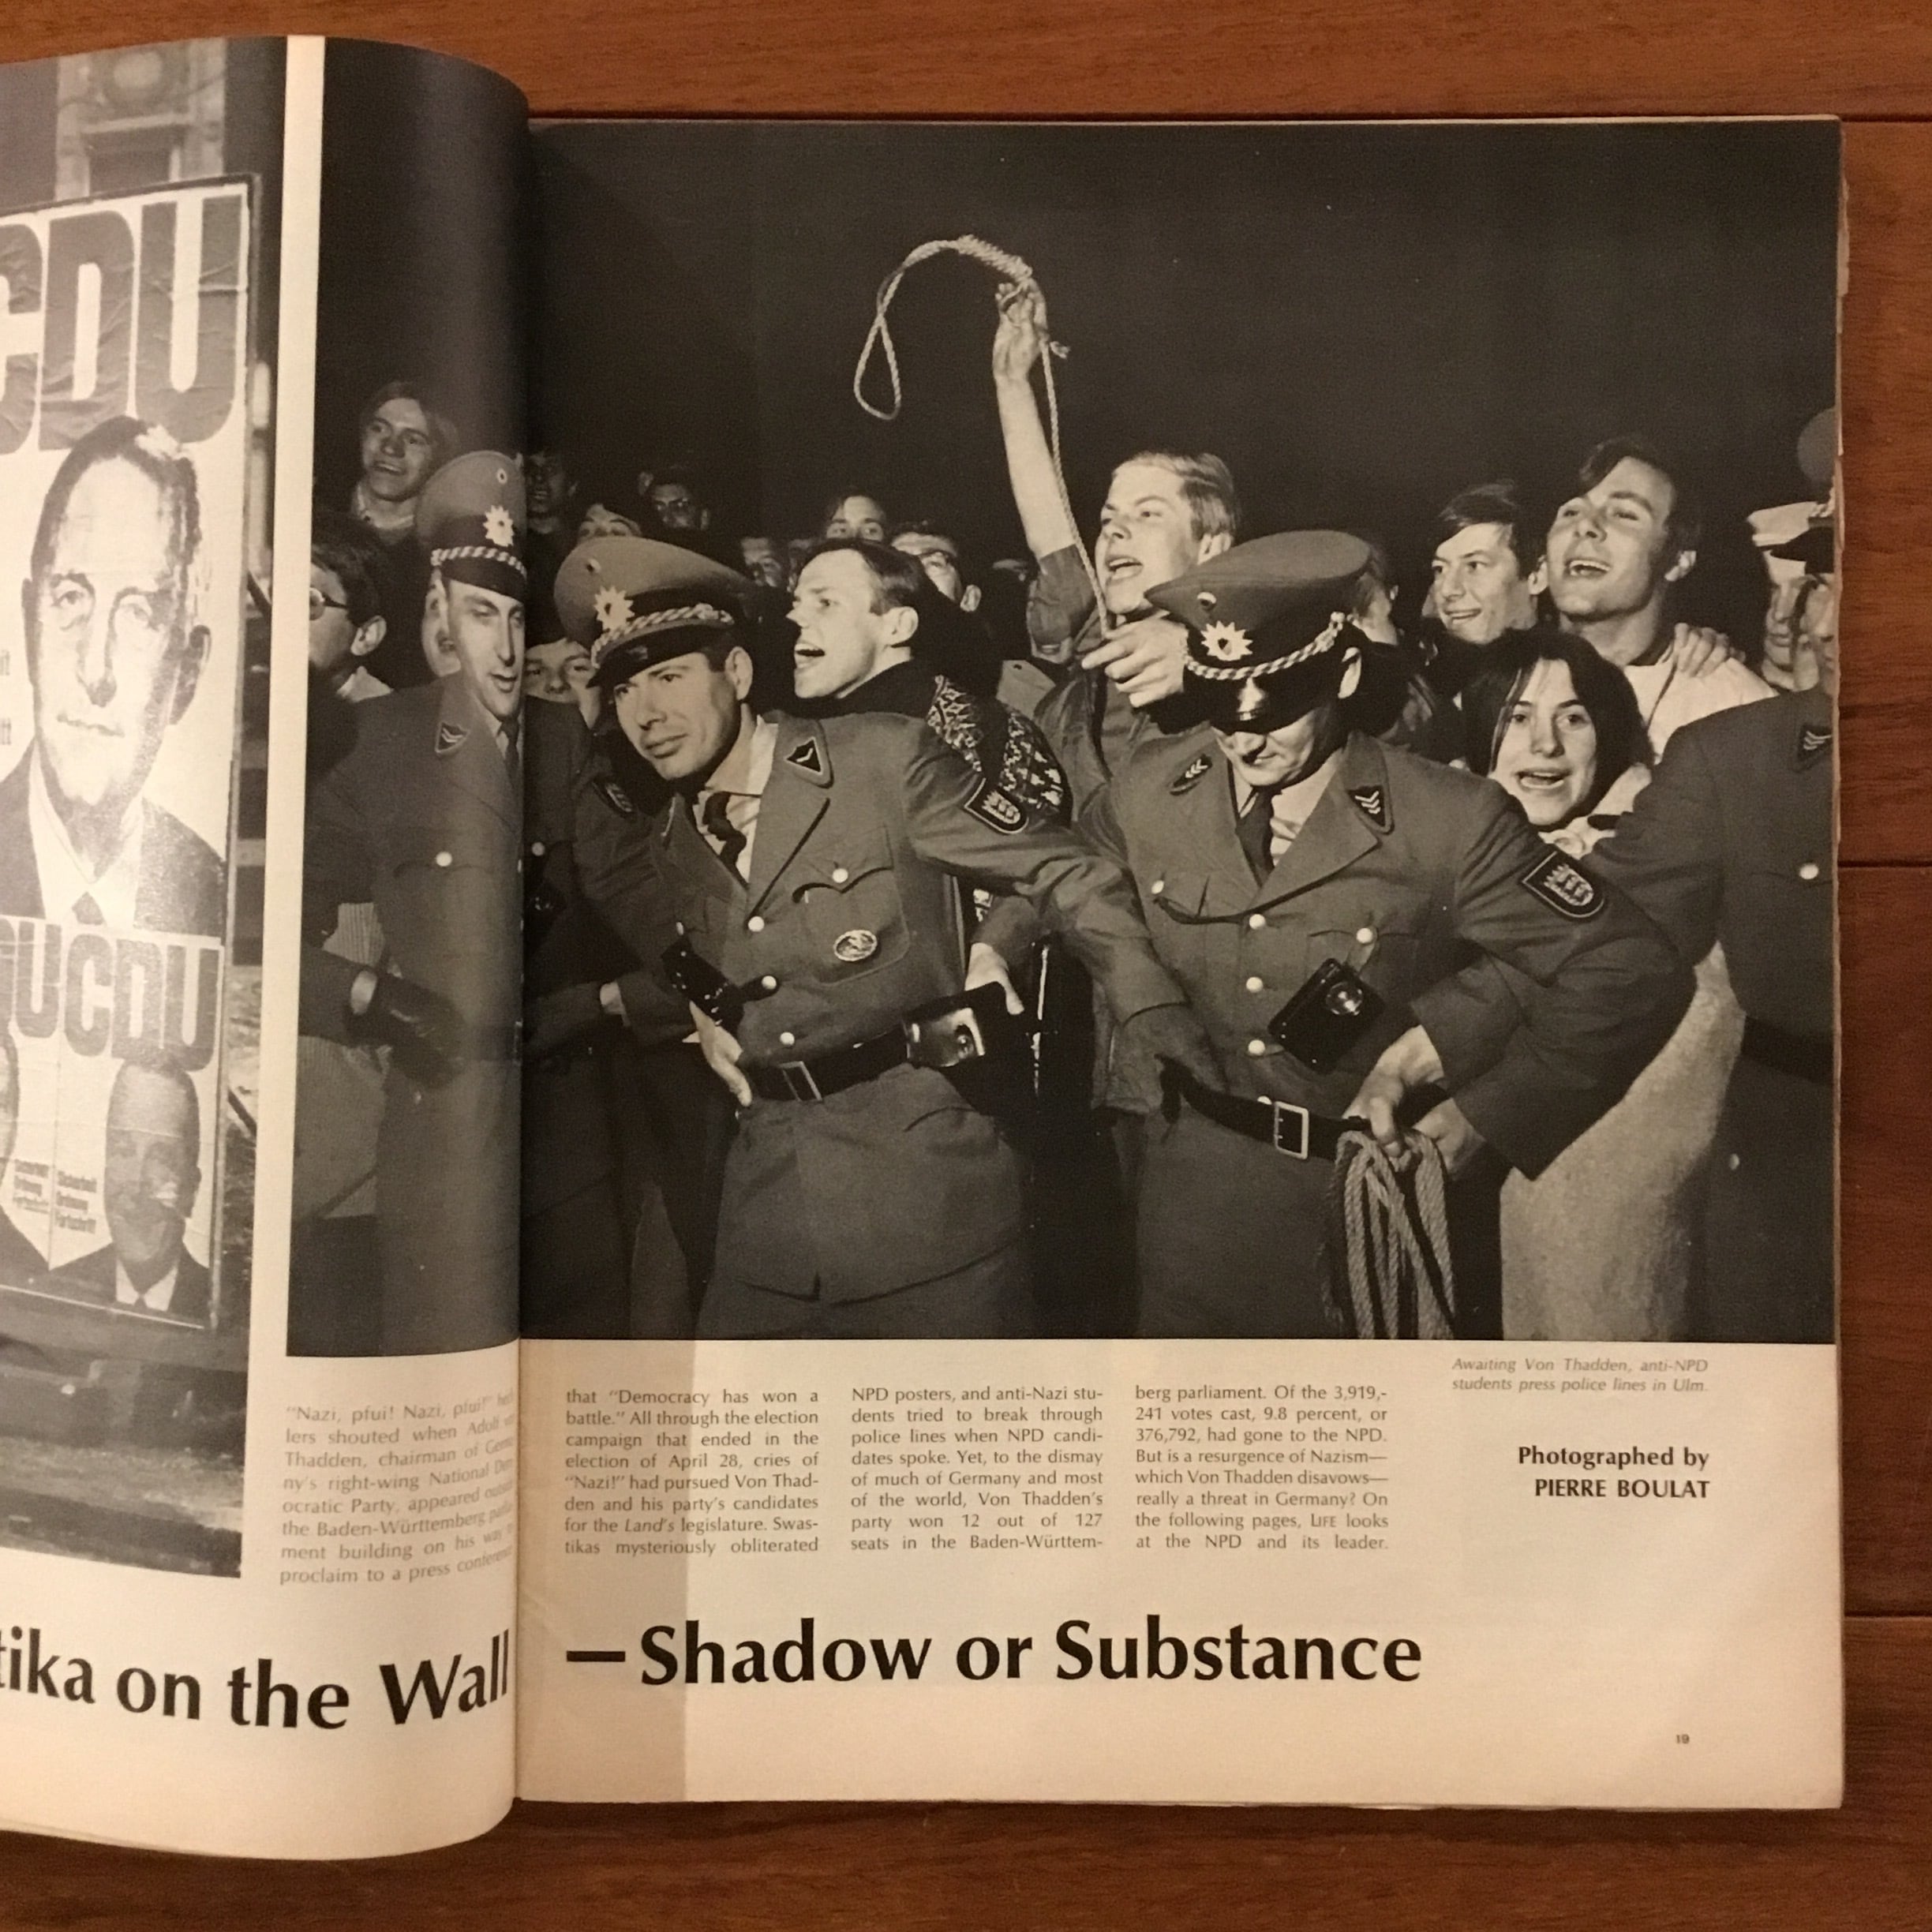 CDU
UCDU
Sicherheit
Ordnung
Fortschritt
"Nazi, pfui! Nazi, pfui!"
lers shouted when Adolf
Thadden, chairman of
ny's right-wing National
ocratic Party, appeared
the Baden-Württemberg
ment building on his way
proclaim to a press
that "Democracy has won a
battle." All through the election
campaign that ended in the
election of April 28, cries of
"Nazi!" had pursued Von Thad-
den and his party's candidates
for the Land's legislature. Swas-
tikas mysteriously obliterated
NPD posters, and anti-Nazi stu-
dents tried to break through
police lines when NPD candi-
dates spoke. Yet, to the dismay
of much of Germany and most
of the world, Von Thadden's
party won 12 out of 127
seats in the Baden-Württem-
berg parliament. Of the 3,919,-
241 votes cast, 9.8 percent, or
376,792, had gone to the NPD.
But is a resurgence of Nazism—
which Von Thadden disavows—
really a threat in Germany? On
the following pages, LIFE looks
at the NPD and its leader.
Awaiting Von Thadden, anti-NPD
students press police lines in Ulm.
Photographed by
PIERRE BOULAT
tika on the Wall —Shadow or Substance
19